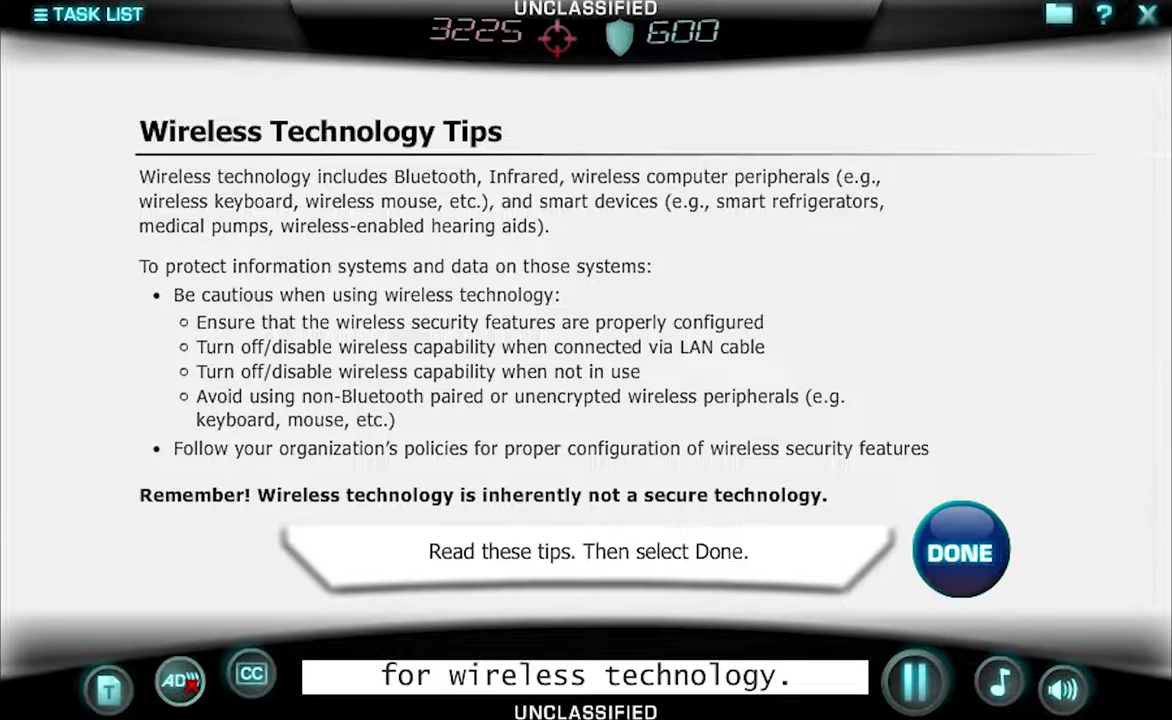 UNCLASSIFIED
≡ TASK LIST
3225 600
? X
Wireless Technology Tips
Wireless technology includes Bluetooth, Infrared, wireless computer peripherals (e.g.,
wireless keyboard, wireless mouse, etc.), and smart devices (e.g., smart refrigerators,
medical pumps, wireless-enabled hearing aids).
To protect information systems and data on those systems:
• Be cautious when using wireless technology:
○ Ensure that the wireless security features are properly configured
○ Turn off/disable wireless capability when connected via LAN cable
○ Turn off/disable wireless capability when not in use
○ Avoid using non-Bluetooth paired or unencrypted wireless peripherals (e.g.
keyboard, mouse, etc.)
• Follow your organization's policies for proper configuration of wireless security features
Remember! Wireless technology is inherently not a secure technology.
Read these tips. Then select Done.
DONE
T
AD
CC
for wireless technology.
UNCLASSIFIED